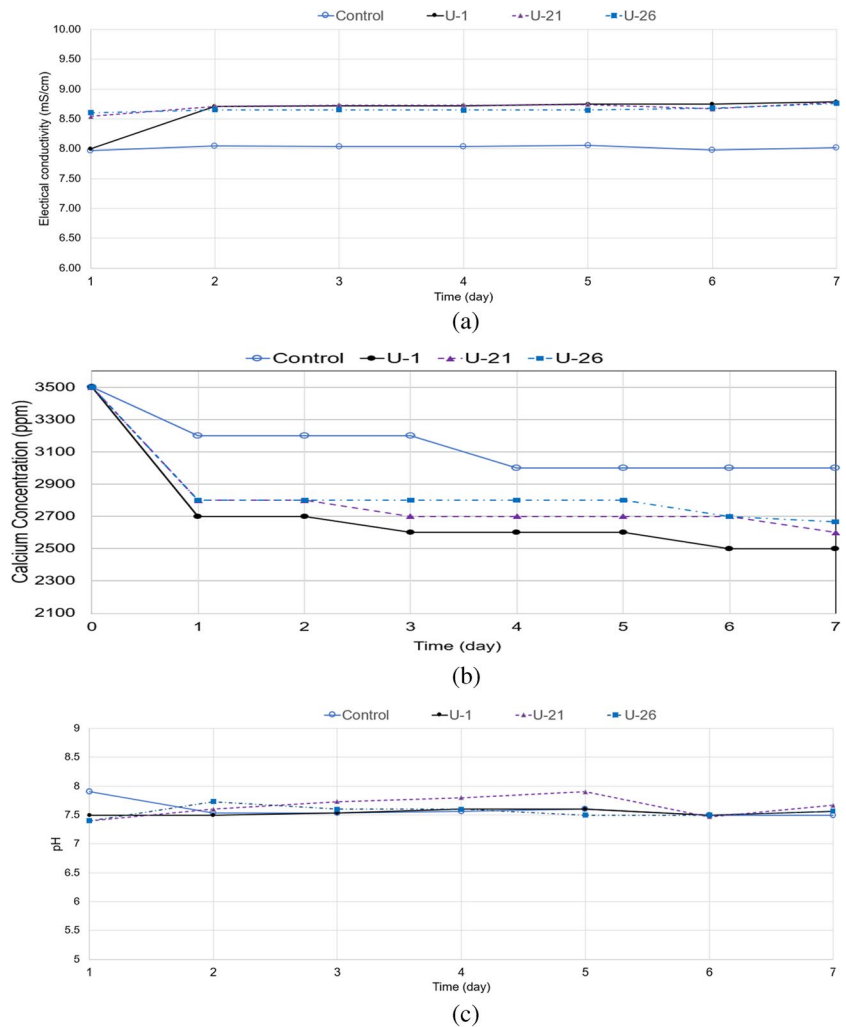 Control U-1 U-21 U-26
10.00
9.50
9.00
8.50
8.00
7.50
7.00
6.50
6.00
Electical conductivity (mS/cm)
1 2 3 4 5 6 7
Time (day)
(a)
Control U-1 U-21 U-26
3500
3300
3100
2900
2700
2500
2300
2100
Calcium Concentration (ppm)
0 1 2 3 4 5 6 7
Time (day)
(b)
Control U-1 U-21 U-26
9
8.5
8
7.5
7
6.5
6
5.5
5
pH
1 2 3 4 5 6 7
Time (day)
(c)